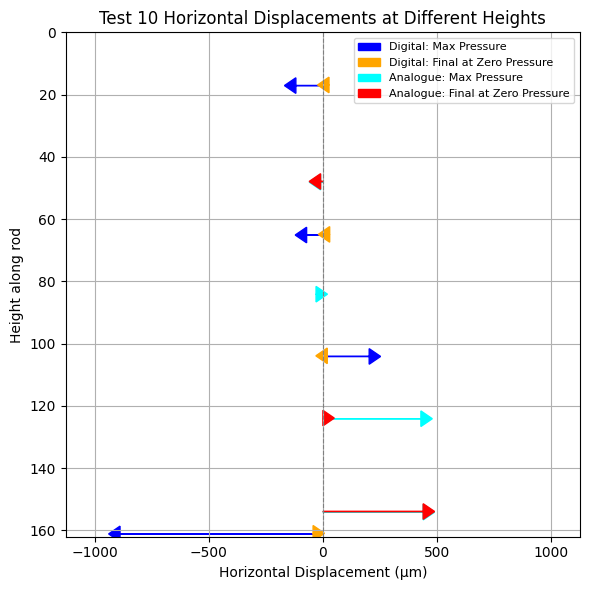 Test 10 Horizontal Displacements at Different Heights
Digital: Max Pressure
Digital: Final at Zero Pressure
Analogue: Max Pressure
Analogue: Final at Zero Pressure
Height along rod
0
20
40
60
80
100
120
140
160
−1000
−500
0
500
1000
Horizontal Displacement (μm)